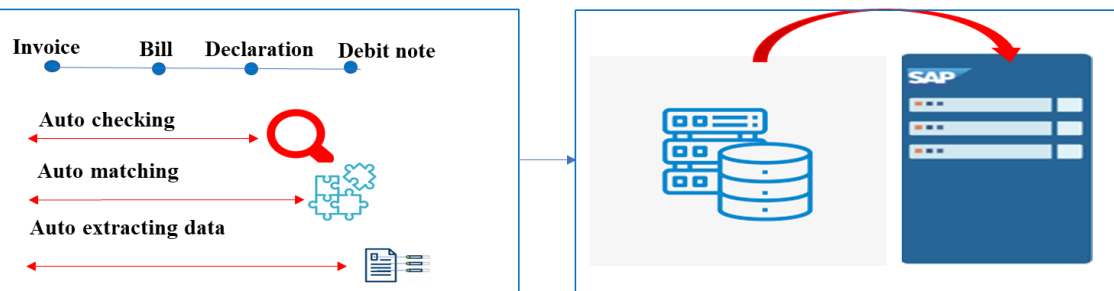 Invoice Bill Declaration Debit note
Auto checking
Auto matching
Auto extracting data
SAP